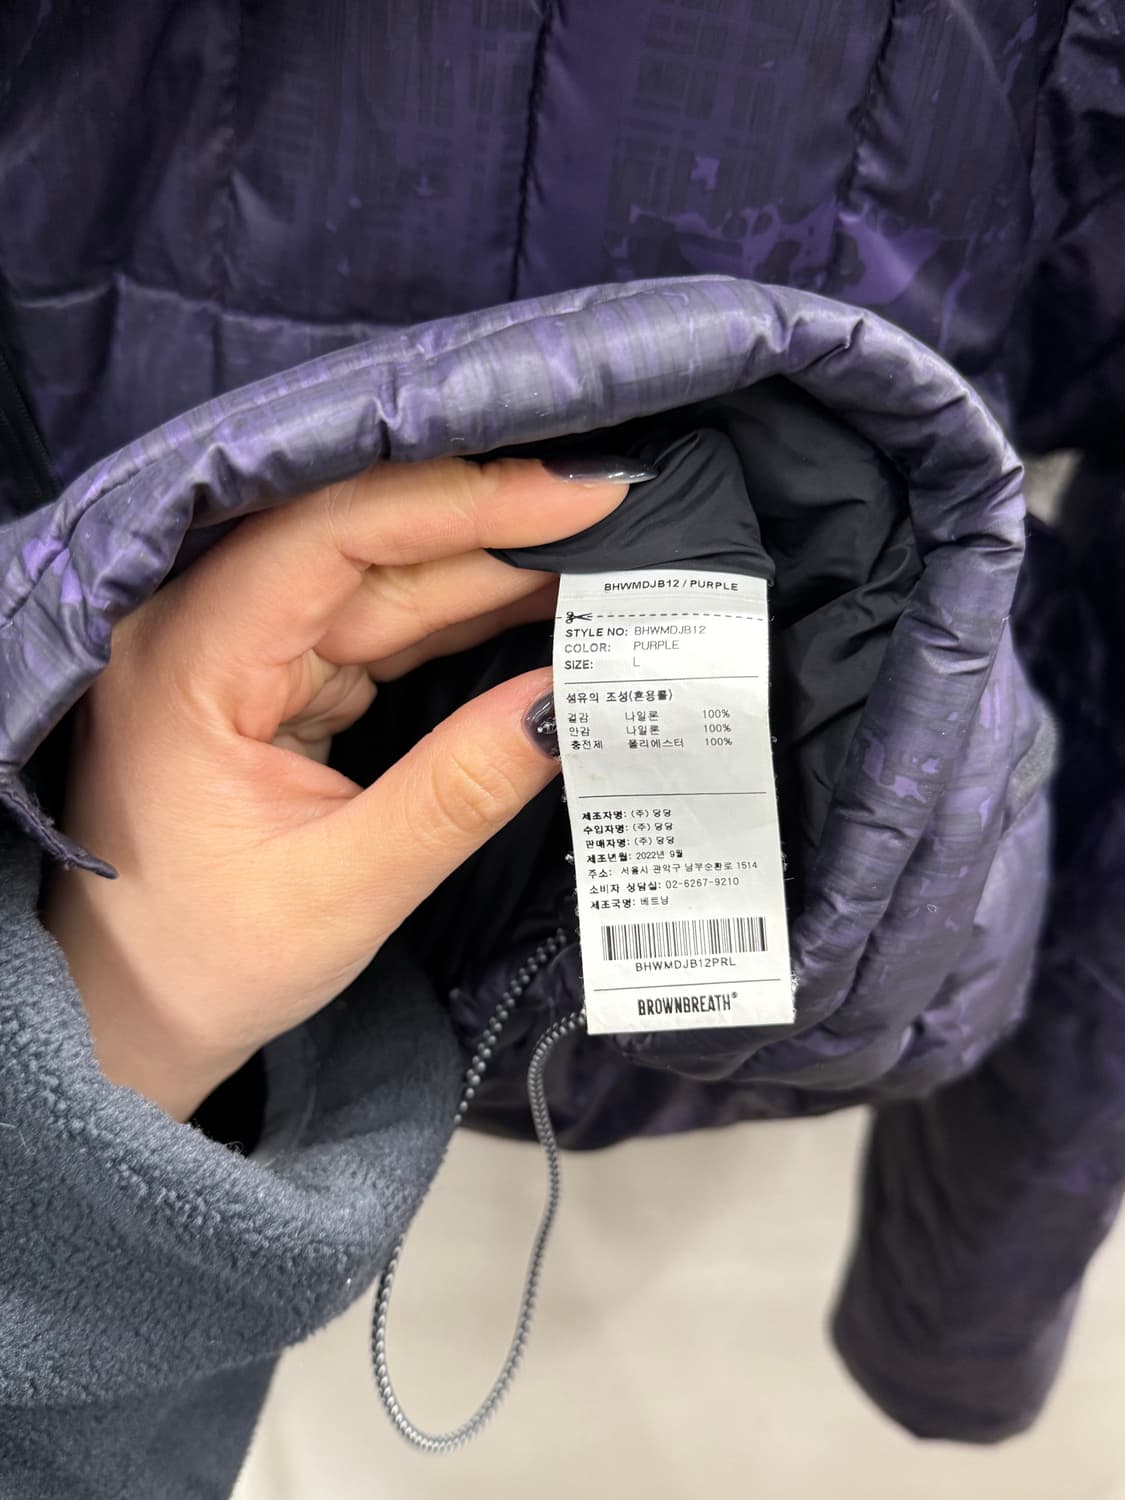 BHWMDJB12 / PURPLE
STYLE NO: BHWMDJB12
COLOR: PURPLE
SIZE: L
섬유의 조성(혼용률)
겉감 나일론 100%
안감 나일론 100%
충전제 폴리에스터 100%
제조자명: (주) 당당
수입자명: (주) 당당
판매자명: (주) 당당
제조년월: 2022년 9월
주소: 서울시 관악구 남부순환로 1514
소비자 상담실: 02-6267-9210
제조국명: 베트남
BHWMDJB12PRL
BROWNBREATH®